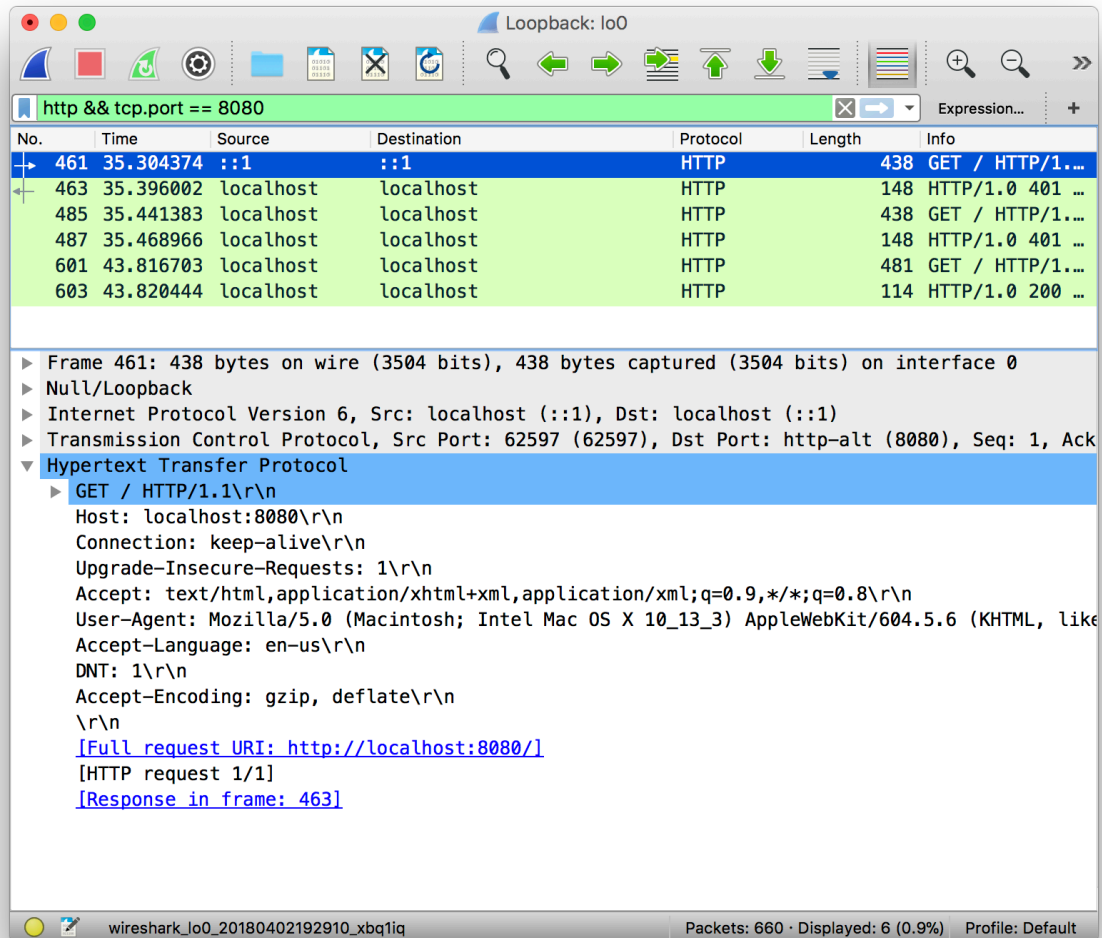 Loopback: lo0
http && tcp.port == 8080
Expression...
+
No. Time Source Destination Protocol Length Info
461 35.304374 ::1 ::1 HTTP 438 GET / HTTP/1.…
463 35.396002 localhost localhost HTTP 148 HTTP/1.0 401 …
485 35.441383 localhost localhost HTTP 438 GET / HTTP/1.…
487 35.468966 localhost localhost HTTP 148 HTTP/1.0 401 …
601 43.816703 localhost localhost HTTP 481 GET / HTTP/1.…
603 43.820444 localhost localhost HTTP 114 HTTP/1.0 200 …
Frame 461: 438 bytes on wire (3504 bits), 438 bytes captured (3504 bits) on interface 0
Null/Loopback
Internet Protocol Version 6, Src: localhost (::1), Dst: localhost (::1)
Transmission Control Protocol, Src Port: 62597 (62597), Dst Port: http-alt (8080), Seq: 1, Ack
Hypertext Transfer Protocol
GET / HTTP/1.1\r\n
Host: localhost:8080\r\n
Connection: keep-alive\r\n
Upgrade-Insecure-Requests: 1\r\n
Accept: text/html,application/xhtml+xml,application/xml;q=0.9,*/*;q=0.8\r\n
User-Agent: Mozilla/5.0 (Macintosh; Intel Mac OS X 10_13_3) AppleWebKit/604.5.6 (KHTML, like
Accept-Language: en-us\r\n
DNT: 1\r\n
Accept-Encoding: gzip, deflate\r\n
\r\n
[Full request URI: http://localhost:8080/]
[HTTP request 1/1]
[Response in frame: 463]
wireshark_lo0_20180402192910_xbq1iq
Packets: 660 · Displayed: 6 (0.9%)
Profile: Default